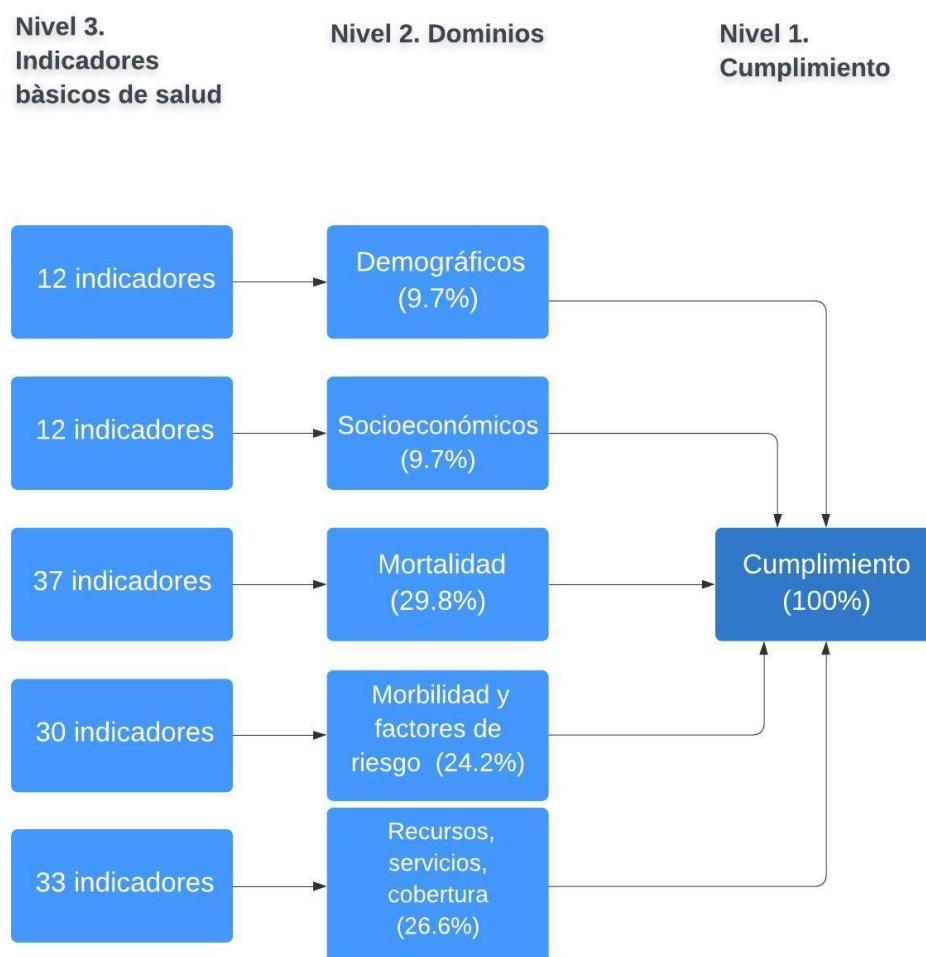 Nivel 3.
Indicadores
bàsicos de salud
Nivel 2. Dominios
Nivel 1.
Cumplimiento
12 indicadores
Demográficos
(9.7%)
12 indicadores
Socioeconómicos
(9.7%)
37 indicadores
Mortalidad
(29.8%)
Cumplimiento
(100%)
30 indicadores
Morbilidad y
factores de
riesgo (24.2%)
33 indicadores
Recursos,
servicios,
cobertura
(26.6%)